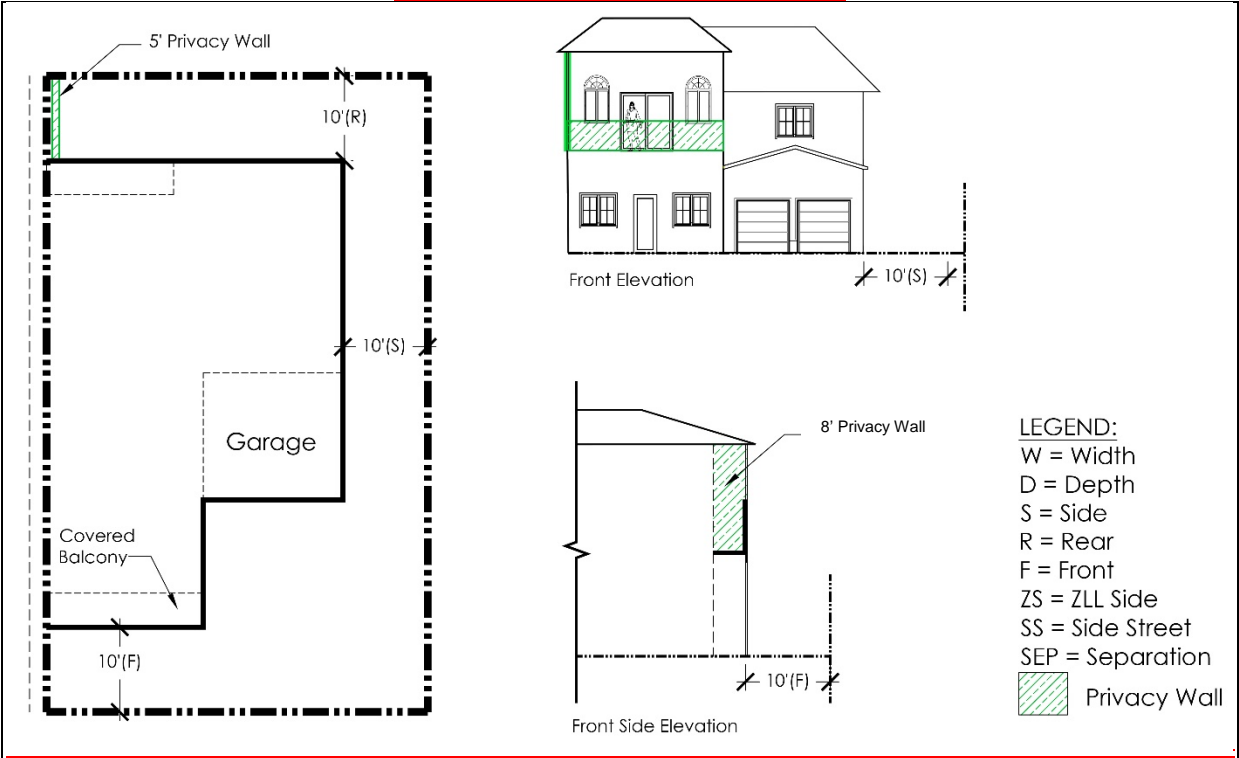 5' Privacy Wall
10'(R)
10'(S)
Garage
Covered
Balcony
10'(F)
Front Elevation
10'(S)
8' Privacy Wall
10'(F)
Front Side Elevation
LEGEND:
W = Width
D = Depth
S = Side
R = Rear
F = Front
ZS = ZLL Side
SS = Side Street
SEP = Separation
Privacy Wall